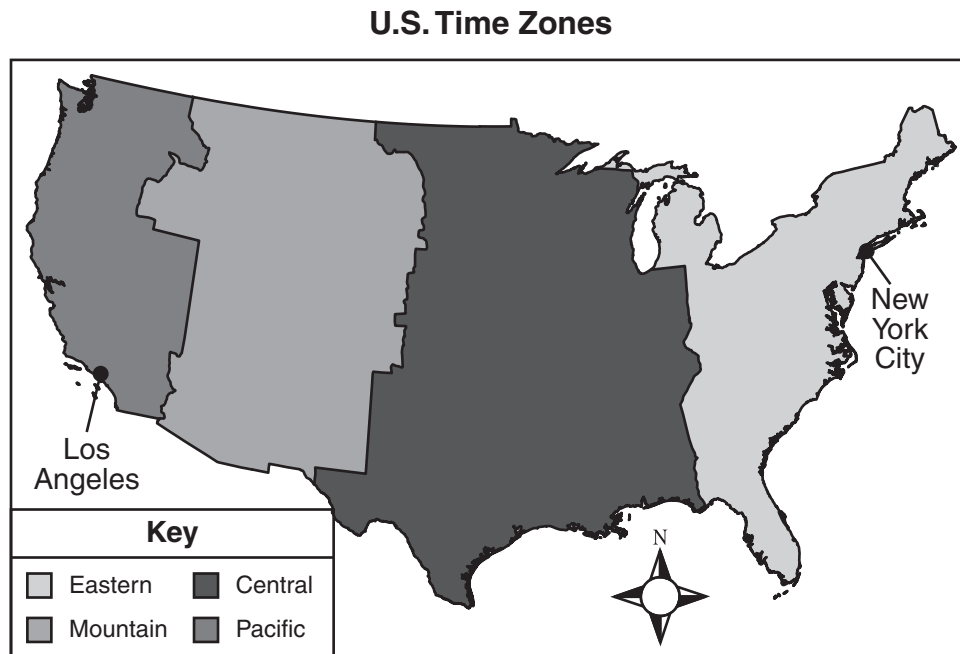 U.S. Time Zones
New
York
City
Los
Angeles
Key
Eastern
Central
Mountain
Pacific
N